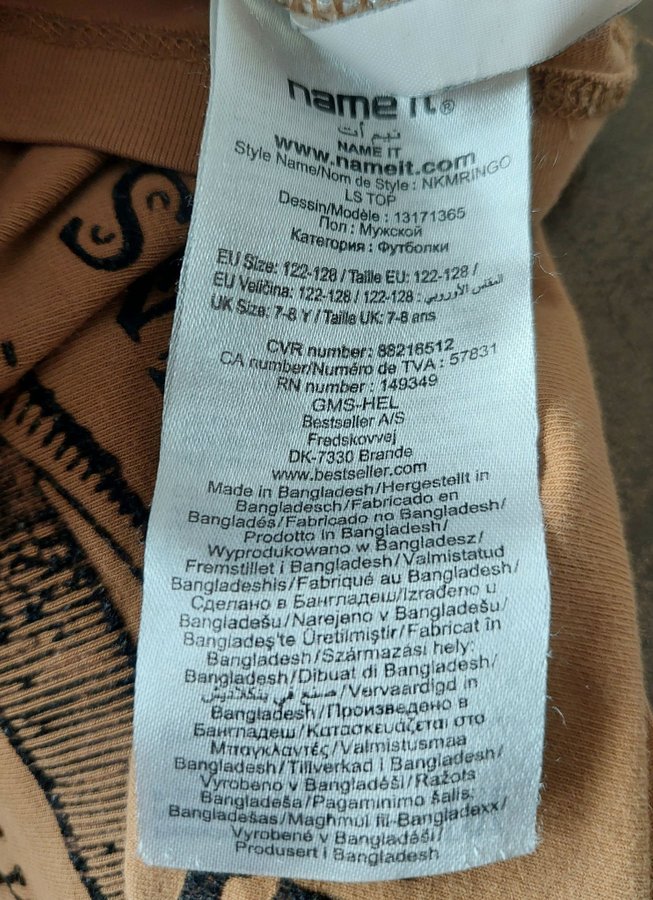 name it®
نيم أت
NAME IT
www.nameit.com
Style Name/Nom de Style : NKMRINGO
LS TOP
Dessin/Modèle : 13171365
Пол : Мужской
Категория : Футболки
EU Size: 122-128 / Taille EU: 122-128 /
EU Veličina: 122-128 / 122-128 : المقاس الأوروبي
UK Size: 7-8 Y / Taille UK: 7-8 ans
CVR number: 88216512
CA number/Numéro de TVA : 57831
RN number : 149349
GMS-HEL
Bestseller A/S
Fredskovvej
DK-7330 Brande
www.bestseller.com
Made in Bangladesh/Hergestellt in
Bangladesch/Fabricado en
Bangladés/Fabricado no Bangladesh/
Prodotto in Bangladesh/
Wyprodukowano w Bangladesz/
Fremstillet i Bangladesh/Valmistatud
Bangladeshis/Fabriqué au Bangladesh/
Сделано в Бангладеш/Izrađeno u
Bangladešu/Narejeno v Bangladešu/
Bangladeş'te Üretilmiştir/Fabricat în
Bangladesh/Származási hely:
Bangladesh/Dibuat di Bangladesh/
صنع في بنكلاديش/Vervaardigd in
Bangladesh/Произведено в
Бангладеш/Κατασκευάζεται στο
Μπαγκλαντές/Valmistusmaa
Bangladesh/Tillverkad i Bangladesh/
Vyrobeno v Bangladéši/Ražots
Bangladeša/Pagaminimo šalis:
Bangladešas/Magħmul fil-Bangladexx/
Vyrobené v Bangladéši/
Produsert i Bangladesh